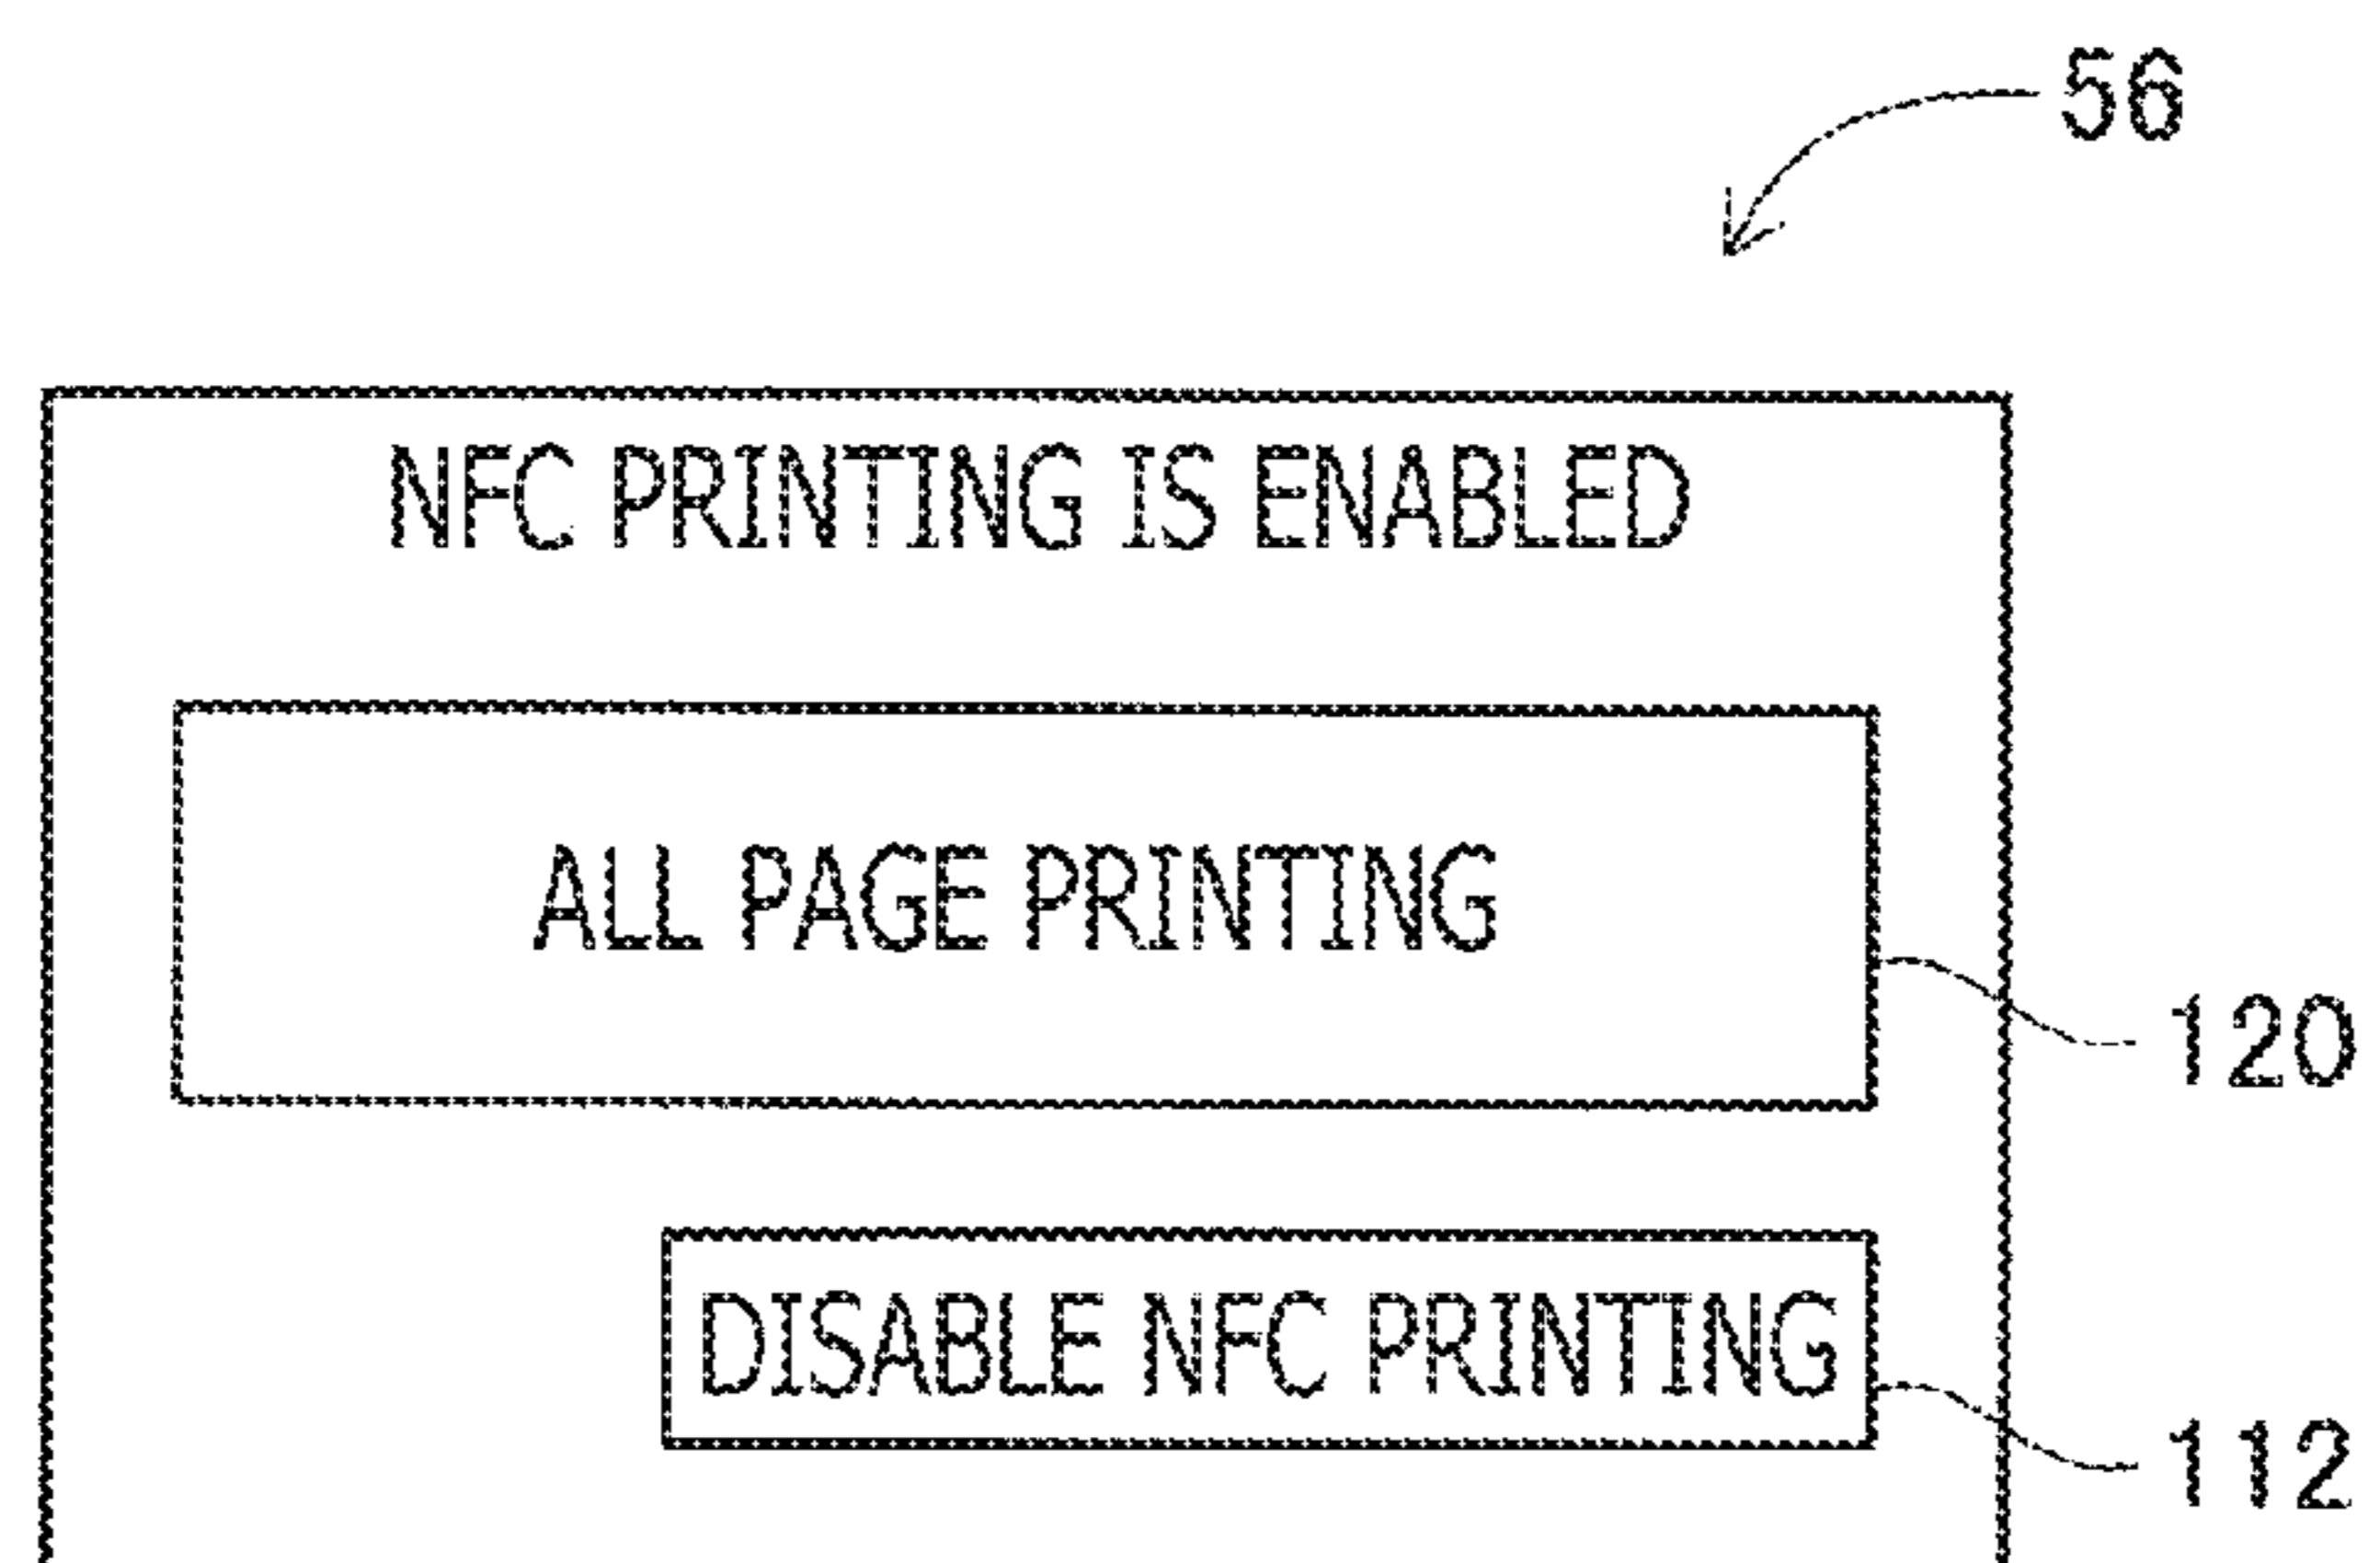 56
NFC PRINTING IS ENABLED
ALL PAGE PRINTING
120
DISABLE NFC PRINTING
112